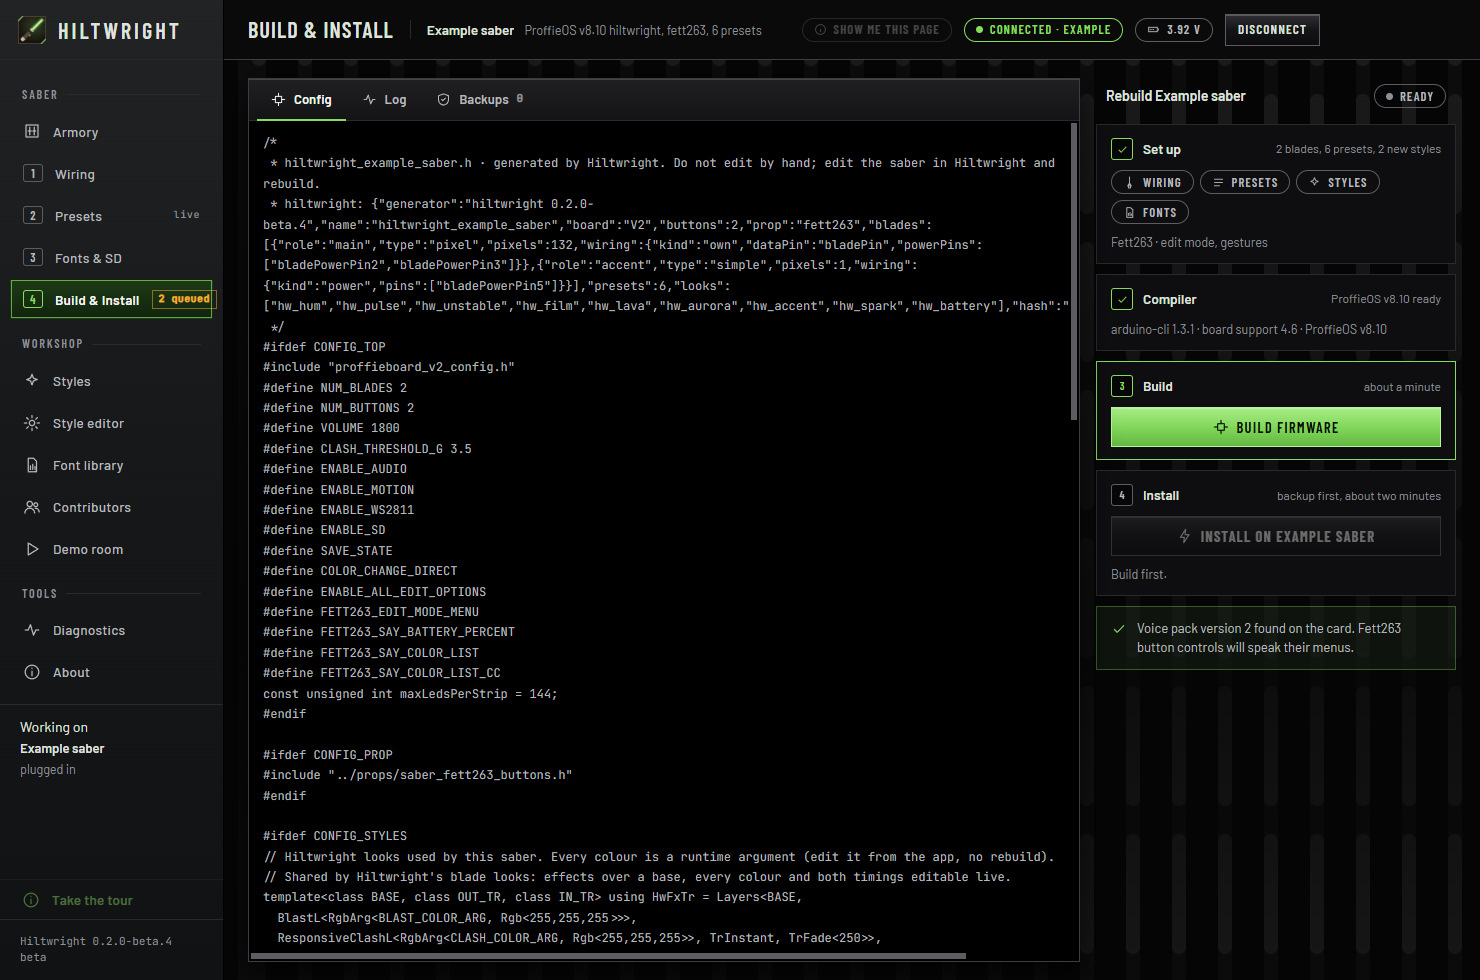 HILTWRIGHT
SABER
Armory
1 Wiring
2 Presets live
3 Fonts & SD
4 Build & Install 2 queued
WORKSHOP
Styles
Style editor
Font library
Contributors
Demo room
TOOLS
Diagnostics
About
Working on
Example saber
plugged in
Take the tour
Hiltwright 0.2.0-beta.4
beta
BUILD & INSTALL
Example saber ProffieOS v8.10 hiltwright, fett263, 6 presets
SHOW ME THIS PAGE
CONNECTED · EXAMPLE
3.92 V
DISCONNECT
Config Log Backups 0
/*
* hiltwright_example_saber.h · generated by Hiltwright. Do not edit by hand; edit the saber in Hiltwright and
rebuild.
* hiltwright: {"generator":"hiltwright 0.2.0-
beta.4","name":"hiltwright_example_saber","board":"V2","buttons":2,"prop":"fett263","blades":
[{"role":"main","type":"pixel","pixels":132,"wiring":{"kind":"own","dataPin":"bladePin","powerPins":
["bladePowerPin2","bladePowerPin3"]}},{"role":"accent","type":"simple","pixels":1,"wiring":
{"kind":"power","pins":["bladePowerPin5"]}}],"presets":6,"looks":
["hw_hum","hw_pulse","hw_unstable","hw_film","hw_lava","hw_aurora","hw_accent","hw_spark","hw_battery"],"hash":"
*/
#ifdef CONFIG_TOP
#include "proffieboard_v2_config.h"
#define NUM_BLADES 2
#define NUM_BUTTONS 2
#define VOLUME 1800
#define CLASH_THRESHOLD_G 3.5
#define ENABLE_AUDIO
#define ENABLE_MOTION
#define ENABLE_WS2811
#define ENABLE_SD
#define SAVE_STATE
#define COLOR_CHANGE_DIRECT
#define ENABLE_ALL_EDIT_OPTIONS
#define FETT263_EDIT_MODE_MENU
#define FETT263_SAY_BATTERY_PERCENT
#define FETT263_SAY_COLOR_LIST
#define FETT263_SAY_COLOR_LIST_CC
const unsigned int maxLedsPerStrip = 144;
#endif
#ifdef CONFIG_PROP
#include "../props/saber_fett263_buttons.h"
#endif
#ifdef CONFIG_STYLES
// Hiltwright looks used by this saber. Every colour is a runtime argument (edit it from the app, no rebuild).
// Shared by Hiltwright's blade looks: effects over a base, every colour and both timings editable live.
template<class BASE, class OUT_TR, class IN_TR> using HwFxTr = Layers<BASE,
BlastL<RgbArg<BLAST_COLOR_ARG, Rgb<255,255,255>>>,
ResponsiveClashL<RgbArg<CLASH_COLOR_ARG, Rgb<255,255,255>>, TrInstant, TrFade<250>>,
Rebuild Example saber READY
Set up 2 blades, 6 presets, 2 new styles
WIRING PRESETS STYLES
FONTS
Fett263 · edit mode, gestures
Compiler ProffieOS v8.10 ready
arduino-cli 1.3.1 · board support 4.6 · ProffieOS v8.10
3 Build about a minute
BUILD FIRMWARE
4 Install backup first, about two minutes
INSTALL ON EXAMPLE SABER
Build first.
Voice pack version 2 found on the card. Fett263
button controls will speak their menus.